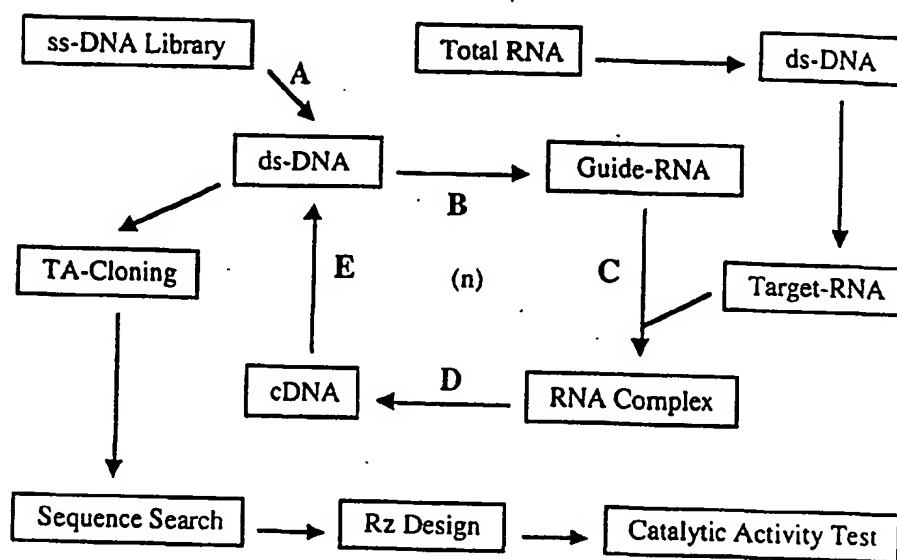 ss-DNA Library
Total RNA
ds-DNA
A
ds-DNA
Guide-RNA
B
TA-Cloning
E
(n)
C
Target-RNA
cDNA
D
RNA Complex
Sequence Search
Rz Design
Catalytic Activity Test